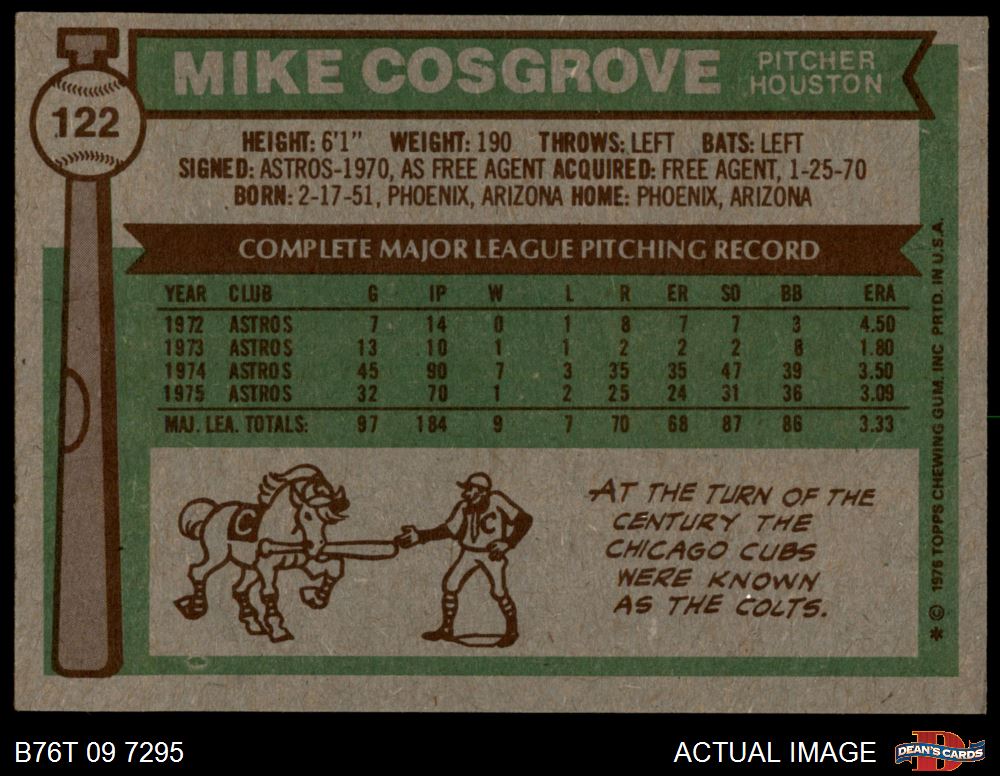 122
MIKE COSGROVE
PITCHER
HOUSTON
HEIGHT: 6'1" WEIGHT: 190 THROWS: LEFT BATS: LEFT
SIGNED: ASTROS-1970, AS FREE AGENT ACQUIRED: FREE AGENT, 1-25-70
BORN: 2-17-51, PHOENIX, ARIZONA HOME: PHOENIX, ARIZONA
COMPLETE MAJOR LEAGUE PITCHING RECORD
YEAR CLUB G IP W L R ER SO BB ERA
1972 ASTROS 7 14 0 1 8 7 7 3 4.50
1973 ASTROS 13 10 1 1 2 2 2 8 1.80
1974 ASTROS 45 90 7 3 35 35 47 39 3.50
1975 ASTROS 32 70 1 2 25 24 31 36 3.09
MAJ. LEA. TOTALS: 97 184 9 7 70 68 87 86 3.33
C
C
AT THE TURN OF THE
CENTURY THE
CHICAGO CUBS
WERE KNOWN
AS THE COLTS.
* © 1976 TOPPS CHEWING GUM, INC PRTD. IN U.S.A.
B76T 09 7295
ACTUAL IMAGE
DEAN'S CARDS